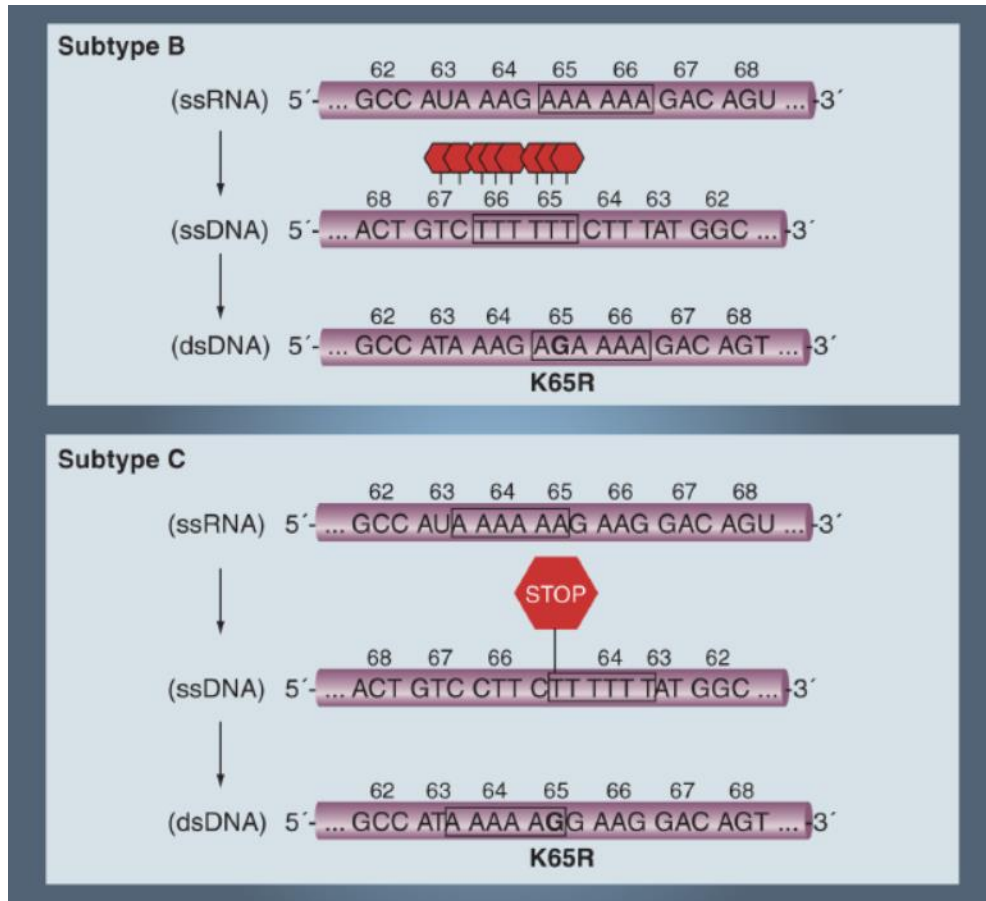 Subtype B
62 63 64 65 66 67 68
(ssRNA) 5´- ... GCC AUA AAG AAA AAA GAC AGU ... -3´
68 67 66 65 64 63 62
(ssDNA) 5´- ... ACT GTC TTT TTT CTT TAT GGC ... -3´
62 63 64 65 66 67 68
(dsDNA) 5´- ... GCC ATA AAG AGA AAA GAC AGT ... -3´
K65R
Subtype C
62 63 64 65 66 67 68
(ssRNA) 5´- ... GCC AUA AAA AAG AAG GAC AGU ... -3´
STOP
68 67 66 64 63 62
(ssDNA) 5´- ... ACT GTC CTT CTT TTT TAT GGC ... -3´
62 63 64 65 66 67 68
(dsDNA) 5´- ... GCC ATA AAA AGG AAG GAC AGT ... -3´
K65R